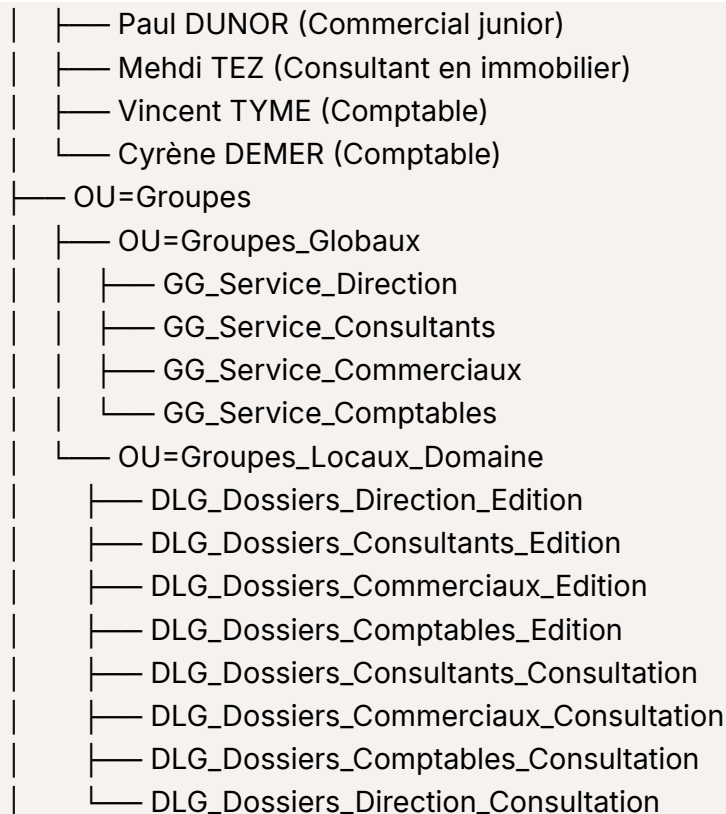 │ ├── Paul DUNOR (Commercial junior)
│ ├── Mehdi TEZ (Consultant en immobilier)
│ ├── Vincent TYME (Comptable)
│ └── Cyrène DEMER (Comptable)
├── OU=Groupes
│ ├── OU=Groupes_Globaux
│ │ ├── GG_Service_Direction
│ │ ├── GG_Service_Consultants
│ │ ├── GG_Service_Commerciaux
│ │ └── GG_Service_Comptables
│ └── OU=Groupes_Locaux_Domaine
│ ├── DLG_Dossiers_Direction_Edition
│ ├── DLG_Dossiers_Consultants_Edition
│ ├── DLG_Dossiers_Commerciaux_Edition
│ ├── DLG_Dossiers_Comptables_Edition
│ ├── DLG_Dossiers_Consultants_Consultation
│ ├── DLG_Dossiers_Commerciaux_Consultation
│ ├── DLG_Dossiers_Comptables_Consultation
│ └── DLG_Dossiers_Direction_Consultation